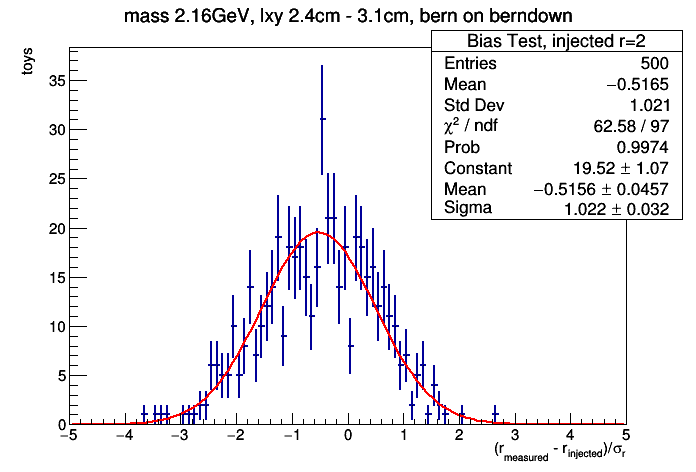 mass 2.16GeV, lxy 2.4cm - 3.1cm, bern on berndown
Bias Test, injected r=2
Entries 500
Mean −0.5165
Std Dev 1.021
χ² / ndf 62.58 / 97
Prob 0.9974
Constant 19.52 ± 1.07
Mean −0.5156 ± 0.0457
Sigma 1.022 ± 0.032
toys
35
30
25
20
15
10
5
0
−5 −4 −3 −2 −1 0 1 2 3 4 5
(r_measured - r_injected)/σ_r